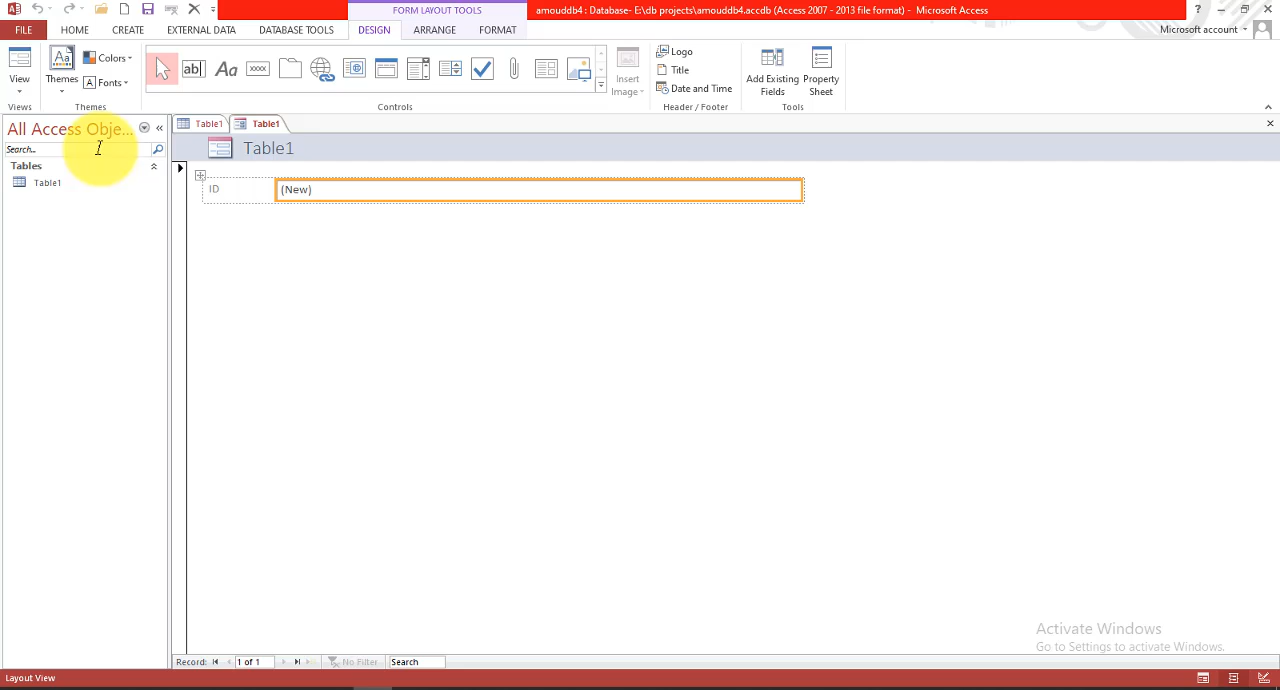 FORM LAYOUT TOOLS
amouddb4 : Database- E:\db projects\amouddb4.accdb (Access 2007 - 2013 file format) - Microsoft Access
FILE HOME CREATE EXTERNAL DATA DATABASE TOOLS DESIGN ARRANGE FORMAT Microsoft account
View
Themes
Colors
Fonts
ab|
Aa
XXXX
Insert
Image
Logo
Title
Date and Time
Add Existing
Fields
Property
Sheet
Views Themes Controls Header / Footer Tools
All Access Obje...
Search...
Tables
Table1
Table1 Table1
Table1
ID (New)
Activate Windows
Go to Settings to activate Windows.
Record: 1 of 1 No Filter Search
Layout View